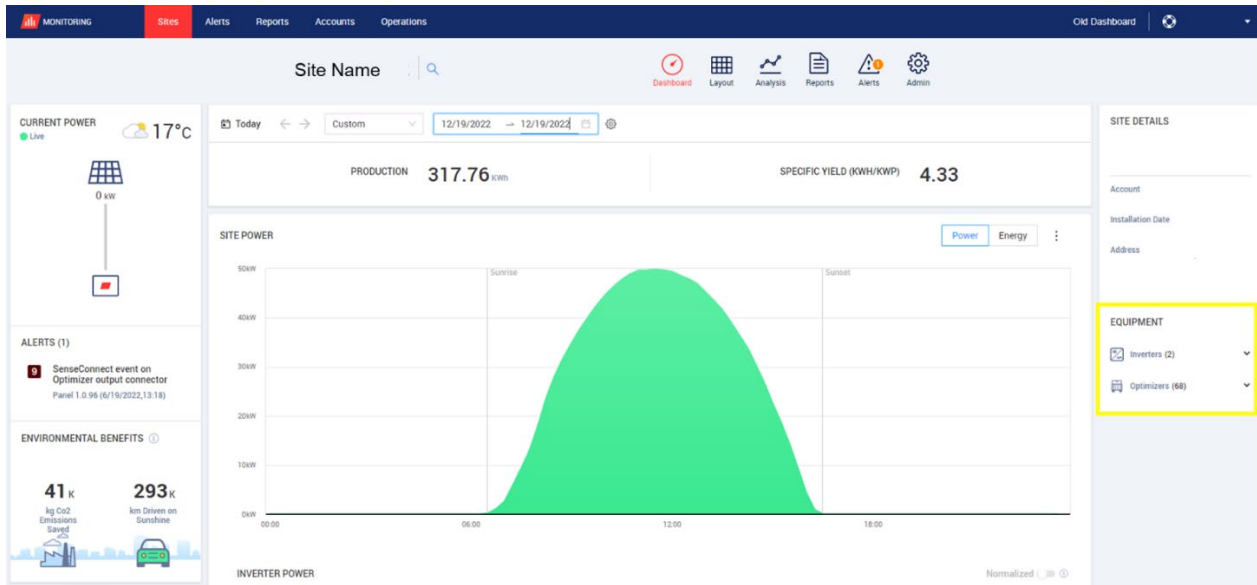 MONITORING Sites Alerts Reports Accounts Operations Old Dashboard
Site Name
Dashboard Layout Analysis Reports Alerts Admin
CURRENT POWER
Live
17°c
0 kW
ALERTS (1)
9 SenseConnect event on
Optimizer output connector
Panel 1.0.96 (6/19/2022,13:18)
ENVIRONMENTAL BENEFITS
41 K
kg Co2
Emissions
Saved
293 K
km Driven on
Sunshine
Today Custom 12/19/2022 → 12/19/2022
PRODUCTION 317.76 KWh
SPECIFIC YIELD (KWH/KWP) 4.33
SITE POWER
Power Energy
50kW
40kW
30kW
20kW
10kW
0kW
Sunrise Sunset
00:00 06:00 12:00 18:00
INVERTER POWER
Normalized
SITE DETAILS
Account
Installation Date
Address
EQUIPMENT
Inverters (2)
Optimizers (68)